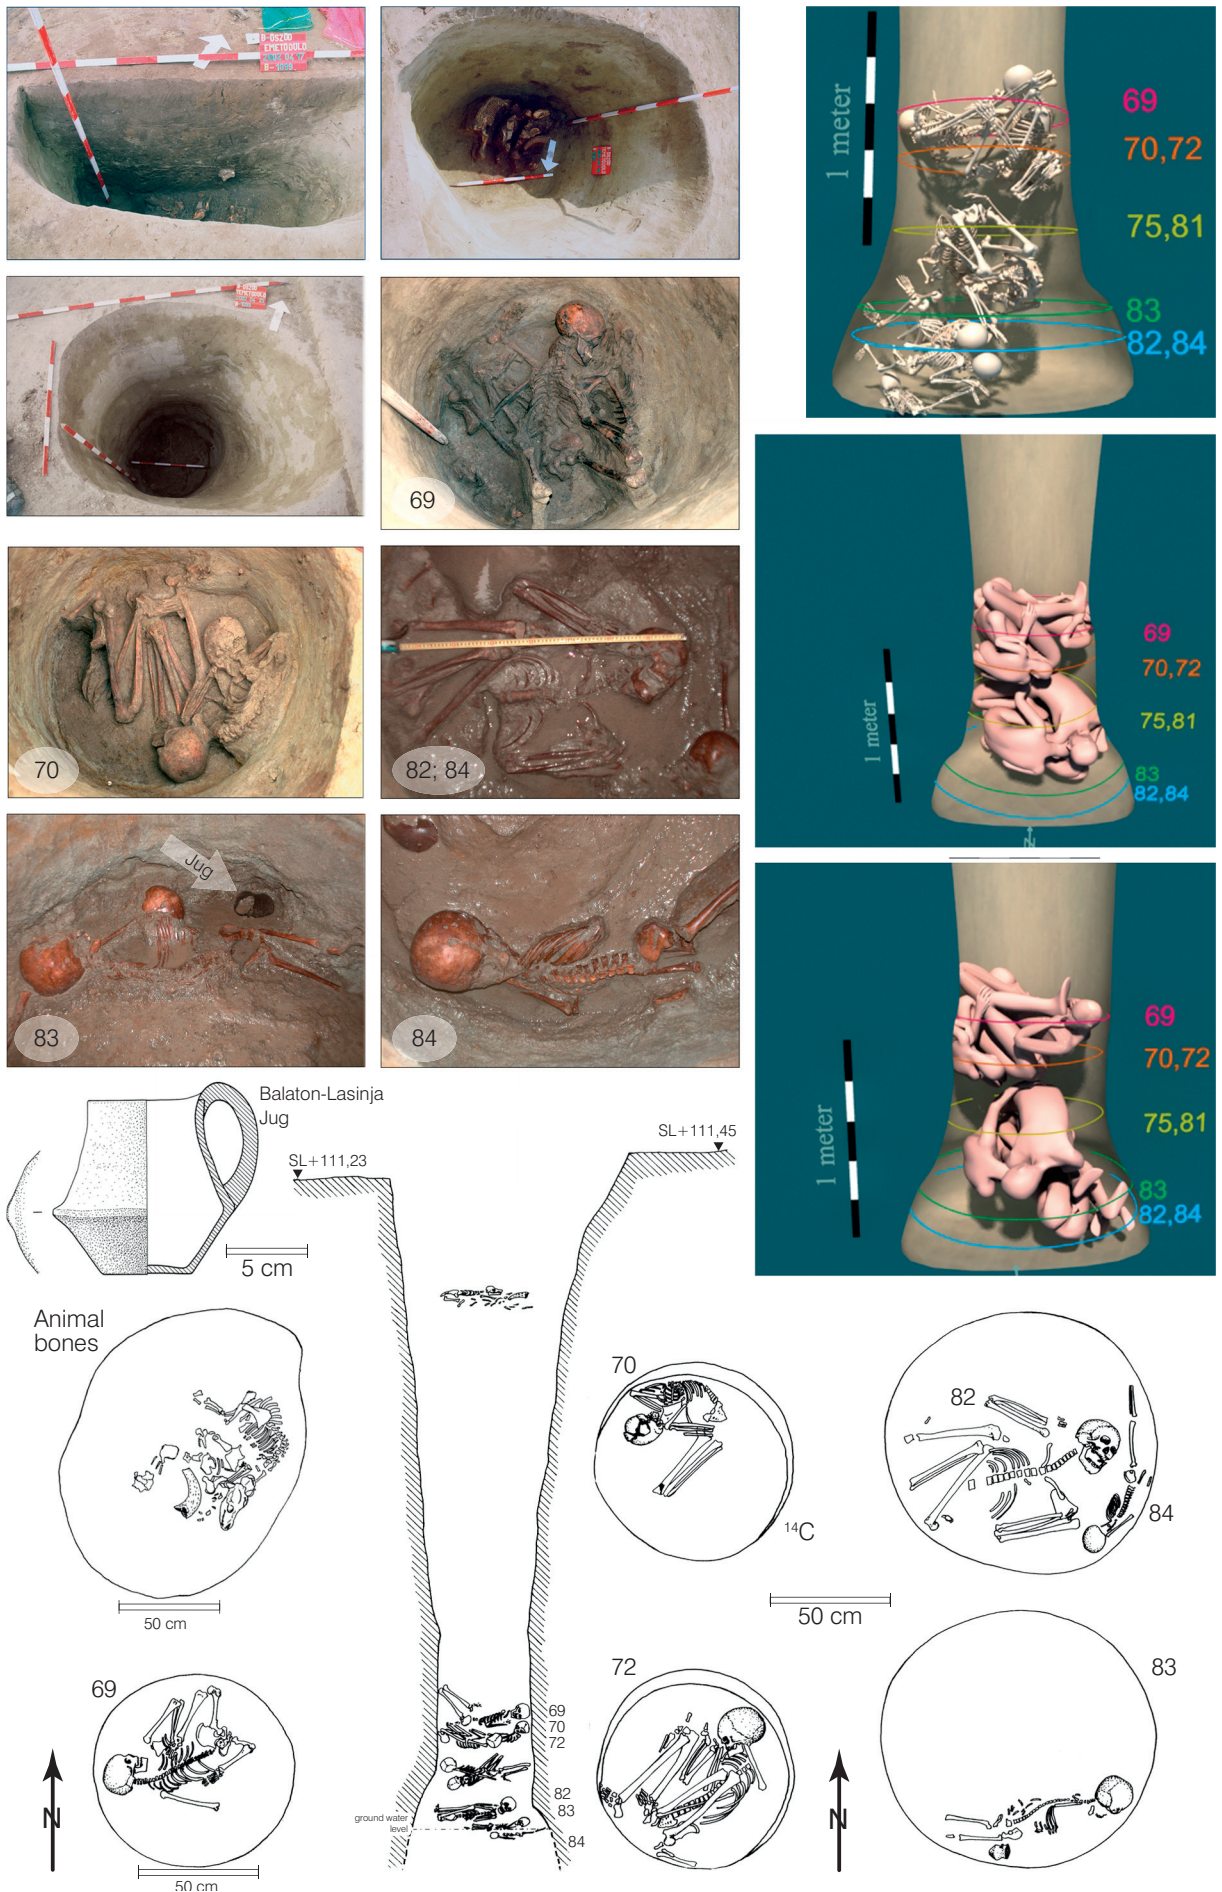 B-0S200
EMETODULO
69
70
82; 84
Jug
83
84
1 meter
69
70,72
75,81
83
82,84
1 meter
69
70,72
75,81
83
82,84
N
1 meter
69
70,72
75,81
83
82,84
Balaton-Lasinja
Jug
5 cm
SL+111,23
SL+111,45
Animal
bones
50 cm
70
14C
82
84
50 cm
69
N
50 cm
69
70
72
82
83
84
ground water
level
72
83
N